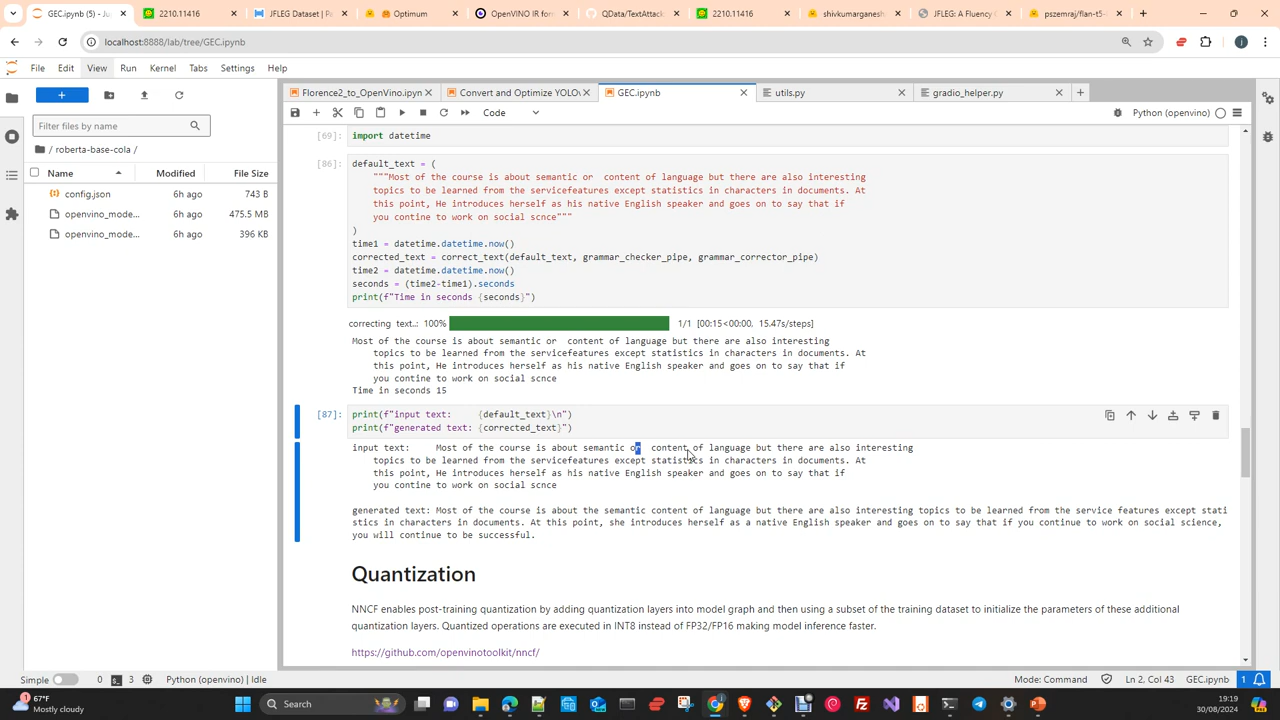 GEC.ipynb (5) - Jupyter
2210.11416
JFLEG Dataset | P
Optimum
OpenVINO IR for
QData/TextAttack
2210.11416
shivkumarganesh
JFLEG: A Fluency
pszemraj/flan-t5-
localhost:8888/lab/tree/GEC.ipynb
File Edit View Run Kernel Tabs Settings Help
Florence2_to_OpenVino.ipyn
Convert and Optimize YOLOv
GEC.ipynb
utils.py
gradio_helper.py
Code
Python (openvino)
Filter files by name
/ roberta-base-cola /
Name Modified File Size
config.json 6h ago 743 B
openvino_mode... 6h ago 475.5 MB
openvino_mode... 6h ago 396 KB
[69]: import datetime
[86]: default_text = (
"""Most of the course is about semantic or  content of language but there are also interesting
topics to be learned from the servicefeatures except statistics in characters in documents. At
this point, He introduces herself as his native English speaker and goes on to say that if
you contine to work on social scnce"""
)
time1 = datetime.datetime.now()
corrected_text = correct_text(default_text, grammar_checker_pipe, grammar_corrector_pipe)
time2 = datetime.datetime.now()
seconds = (time2-time1).seconds
print(f"Time in seconds {seconds}")
correcting text..: 100% 1/1 [00:15<00:00, 15.47s/steps]
Most of the course is about semantic or  content of language but there are also interesting
topics to be learned from the servicefeatures except statistics in characters in documents. At
this point, He introduces herself as his native English speaker and goes on to say that if
you contine to work on social scnce
Time in seconds 15
[87]: print(f"input text:     {default_text}\n")
print(f"generated text: {corrected_text}")
input text:     Most of the course is about semantic or  content of language but there are also interesting
topics to be learned from the servicefeatures except statistics in characters in documents. At
this point, He introduces herself as his native English speaker and goes on to say that if
you contine to work on social scnce
generated text: Most of the course is about the semantic content of language but there are also interesting topics to be learned from the service features except stati
stics in characters in documents. At this point, she introduces herself as a native English speaker and goes on to say that if you continue to work on social science,
you will continue to be successful.
Quantization
NNCF enables post-training quantization by adding quantization layers into model graph and then using a subset of the training dataset to initialize the parameters of these additional
quantization layers. Quantized operations are executed in INT8 instead of FP32/FP16 making model inference faster.
https://github.com/openvinotoolkit/nncf/
Simple 0 3 Python (openvino) | Idle
Mode: Command Ln 2, Col 43 GEC.ipynb 1
67°F
Mostly cloudy
Search
19:19
30/08/2024